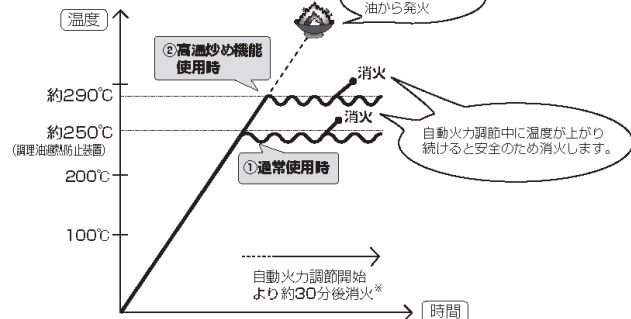 油から発火
温度
②高温炒め機能
使用時
消火
約290℃
消火
約250℃
(調理油過熱防止装置)
自動火力調節中に温度が上がり
続けると安全のため消火します。
200℃
①通常使用時
100℃
自動火力調節開始
より約30分後消火※
時間